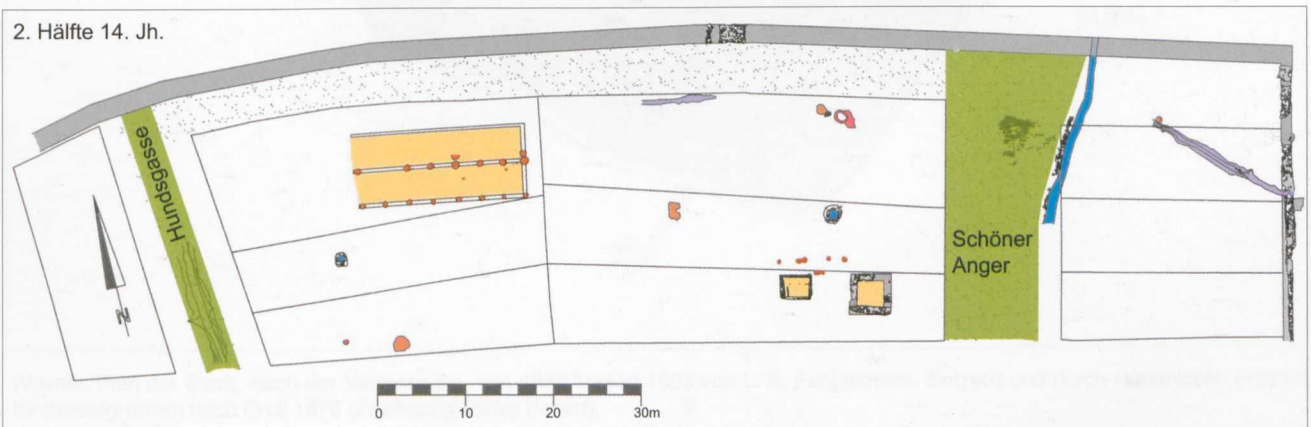 2. Hälfte 14. Jh.
Hundsgasse
Schöner
Anger
N
0 10 20 30m